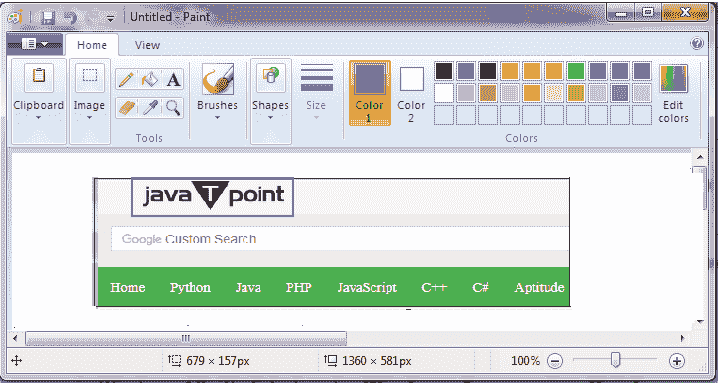 Untitled - Paint
Home View
Clipboard Image Tools Brushes Shapes Size Color 1 Color 2 Edit colors
Colors
A
java T point
Google Custom Search
Home Python Java PHP JavaScript C++ C# Aptitude
679 × 157px 1360 × 581px 100%